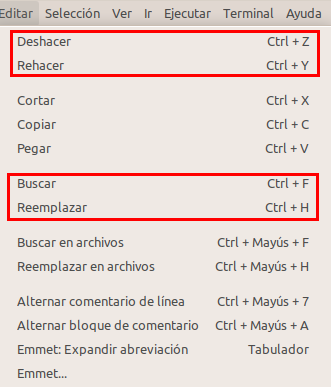 Editar Selección Ver Ir Ejecutar Terminal Ayuda
Deshacer Ctrl + Z
Rehacer Ctrl + Y
Cortar Ctrl + X
Copiar Ctrl + C
Pegar Ctrl + V
Buscar Ctrl + F
Reemplazar Ctrl + H
Buscar en archivos Ctrl + Mayús + F
Reemplazar en archivos Ctrl + Mayús + H
Alternar comentario de línea Ctrl + Mayús + 7
Alternar bloque de comentario Ctrl + Mayús + A
Emmet: Expandir abreviación Tabulador
Emmet...